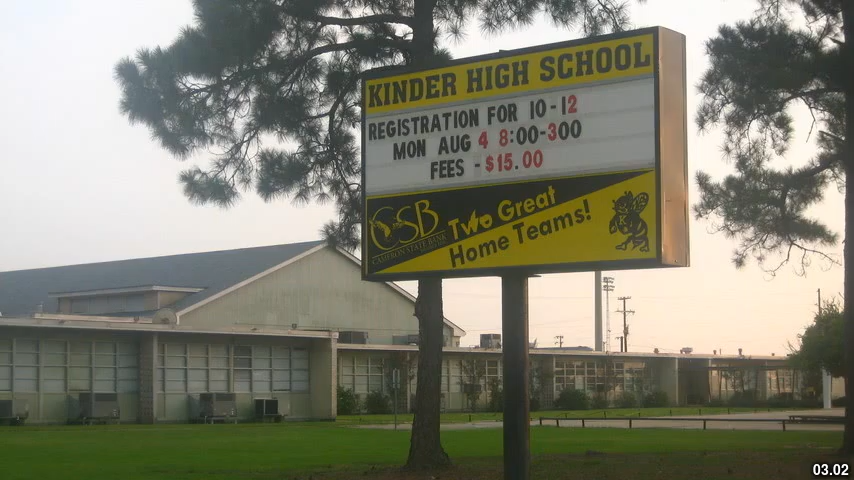 KINDER HIGH SCHOOL
REGISTRATION FOR 10-12
MON AUG 4 8:00-300
FEES - $15.00
CSB
CAMERON STATE BANK
Two Great
Home Teams!
K
03.02